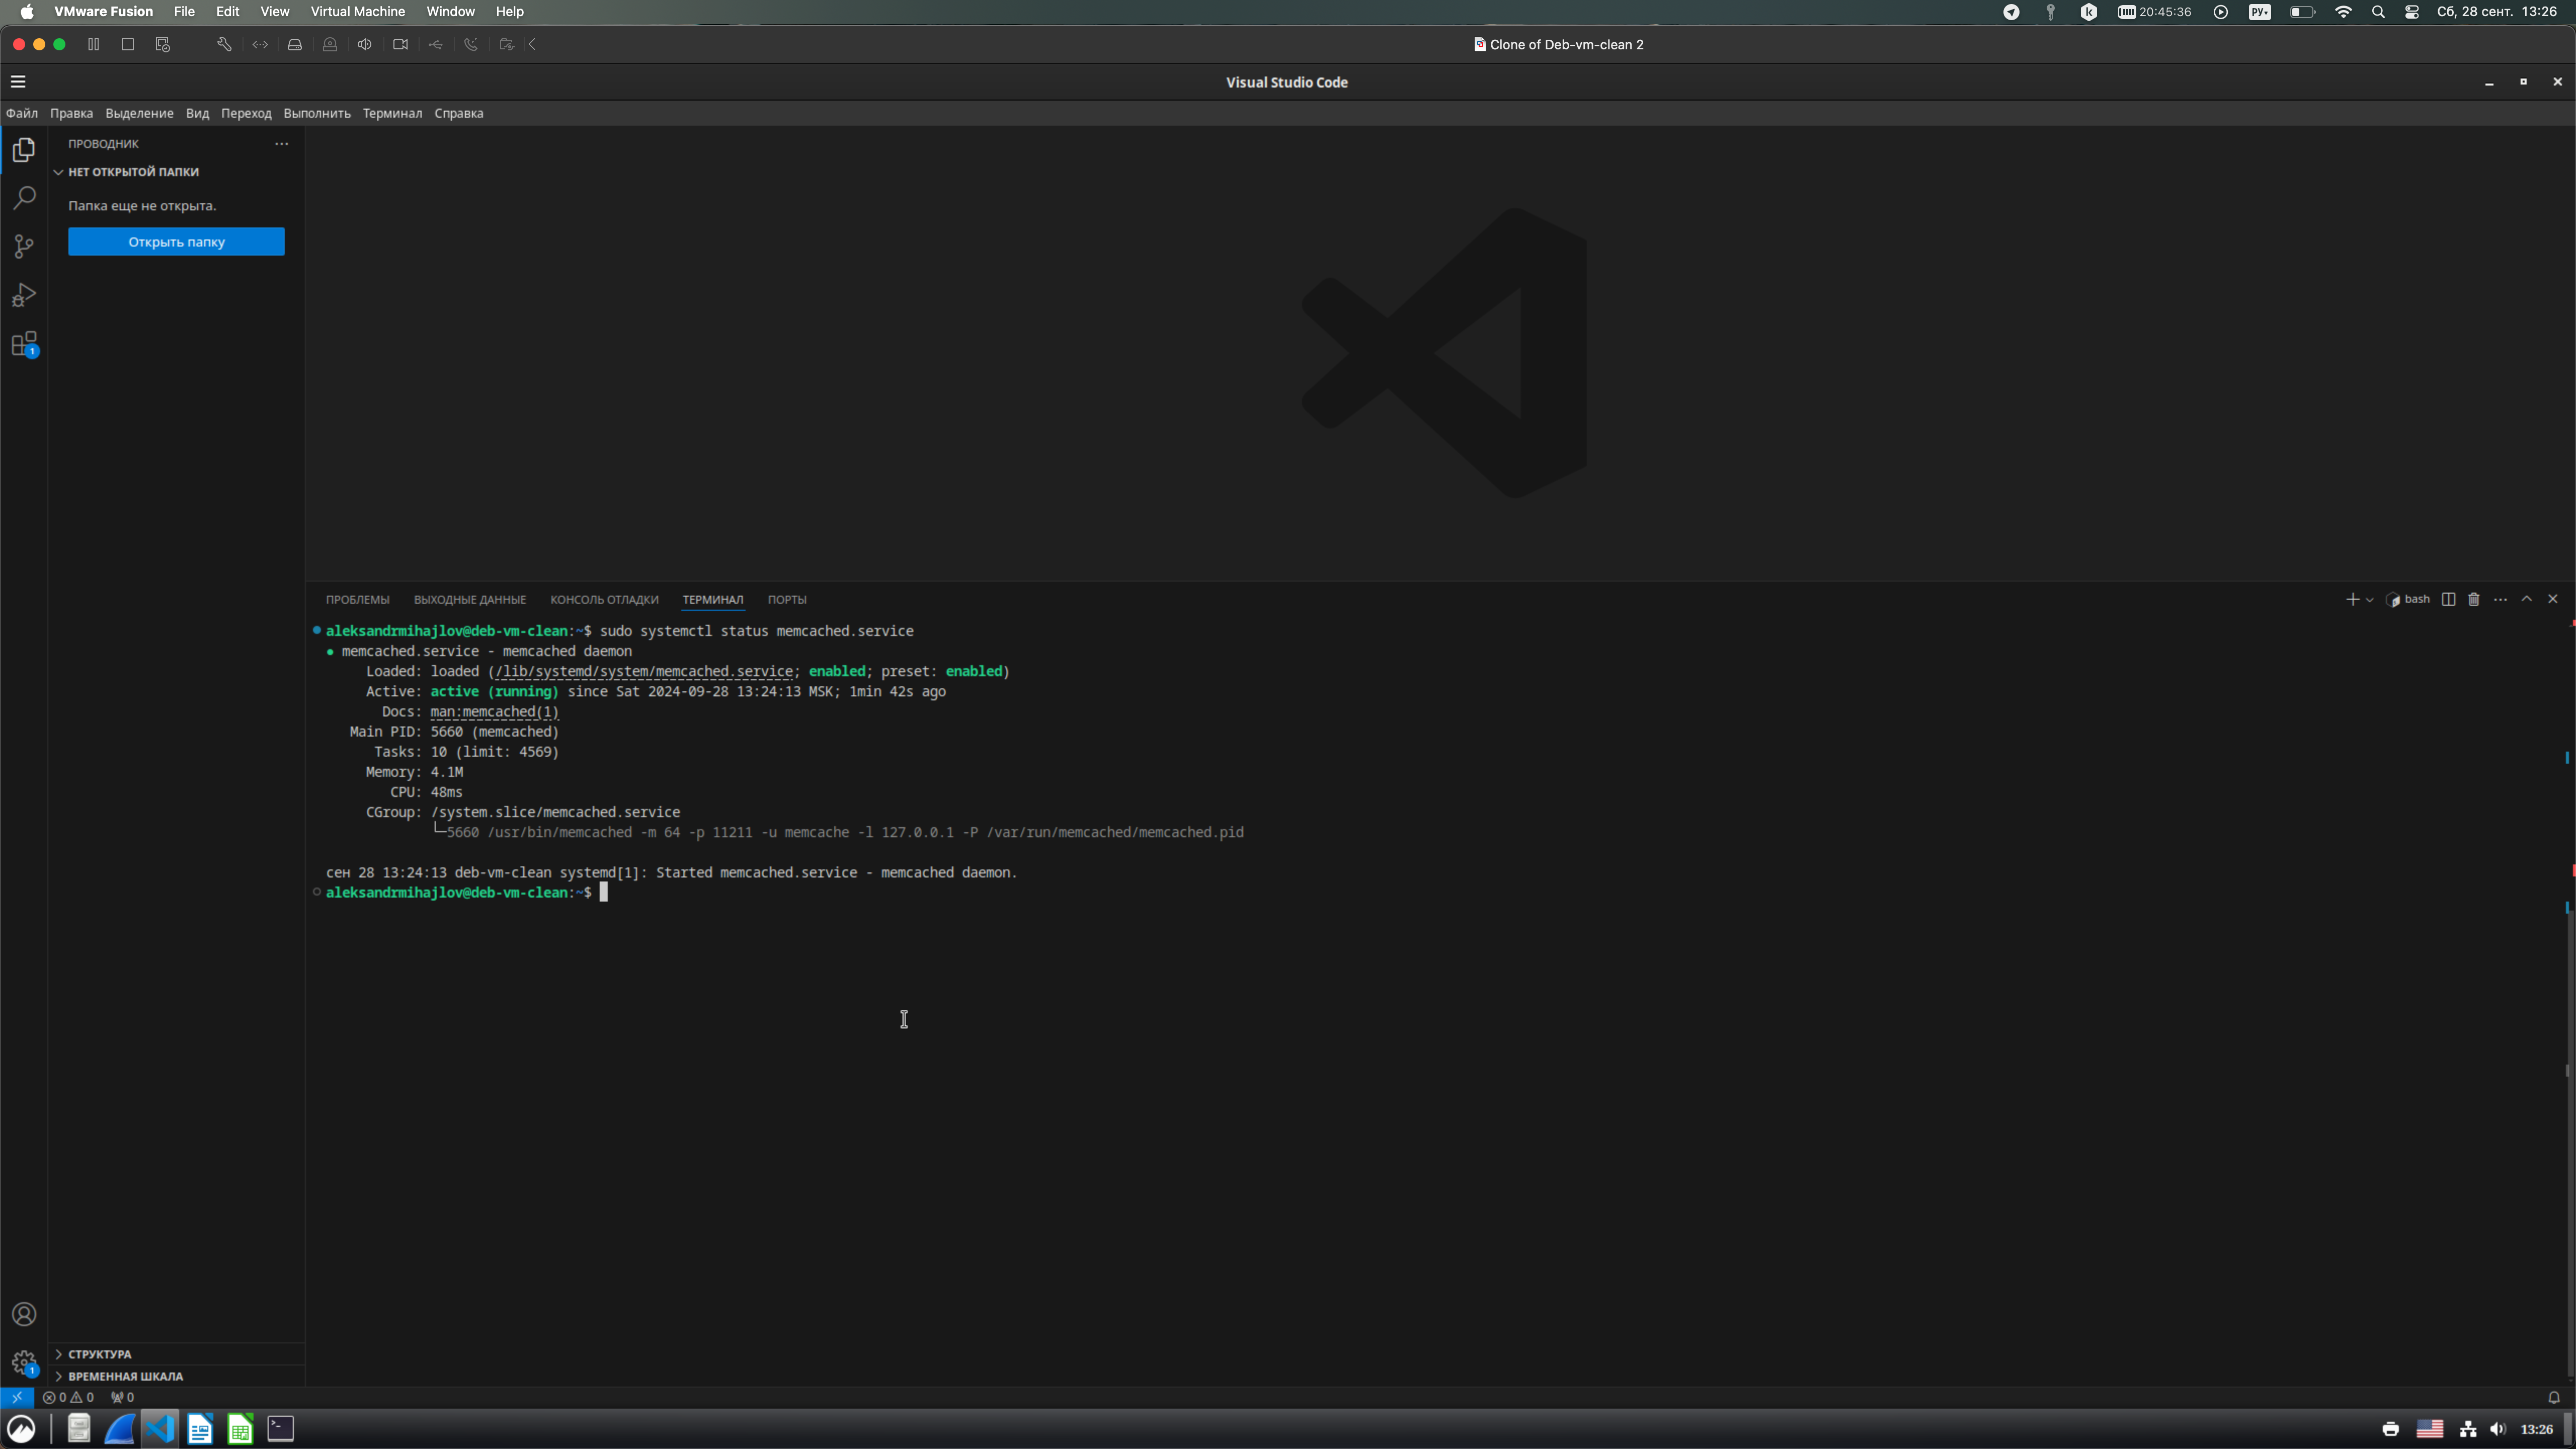 VMware Fusion File Edit View Virtual Machine Window Help 20:45:36 РУ Сб, 28 сент. 13:26
Clone of Deb-vm-clean 2
Visual Studio Code
Файл Правка Выделение Вид Переход Выполнить Терминал Справка
ПРОВОДНИК
НЕТ ОТКРЫТОЙ ПАПКИ
Папка еще не открыта.
Открыть папку
1
ПРОБЛЕМЫ ВЫХОДНЫЕ ДАННЫЕ КОНСОЛЬ ОТЛАДКИ ТЕРМИНАЛ ПОРТЫ bash
aleksandrmihajlov@deb-vm-clean:~$ sudo systemctl status memcached.service
● memcached.service - memcached daemon
Loaded: loaded (/lib/systemd/system/memcached.service; enabled; preset: enabled)
Active: active (running) since Sat 2024-09-28 13:24:13 MSK; 1min 42s ago
Docs: man:memcached(1)
Main PID: 5660 (memcached)
Tasks: 10 (limit: 4569)
Memory: 4.1M
CPU: 48ms
CGroup: /system.slice/memcached.service
└─5660 /usr/bin/memcached -m 64 -p 11211 -u memcache -l 127.0.0.1 -P /var/run/memcached/memcached.pid
сен 28 13:24:13 deb-vm-clean systemd[1]: Started memcached.service - memcached daemon.
aleksandrmihajlov@deb-vm-clean:~$
СТРУКТУРА
1
ВРЕМЕННАЯ ШКАЛА
0 0 0
13:26